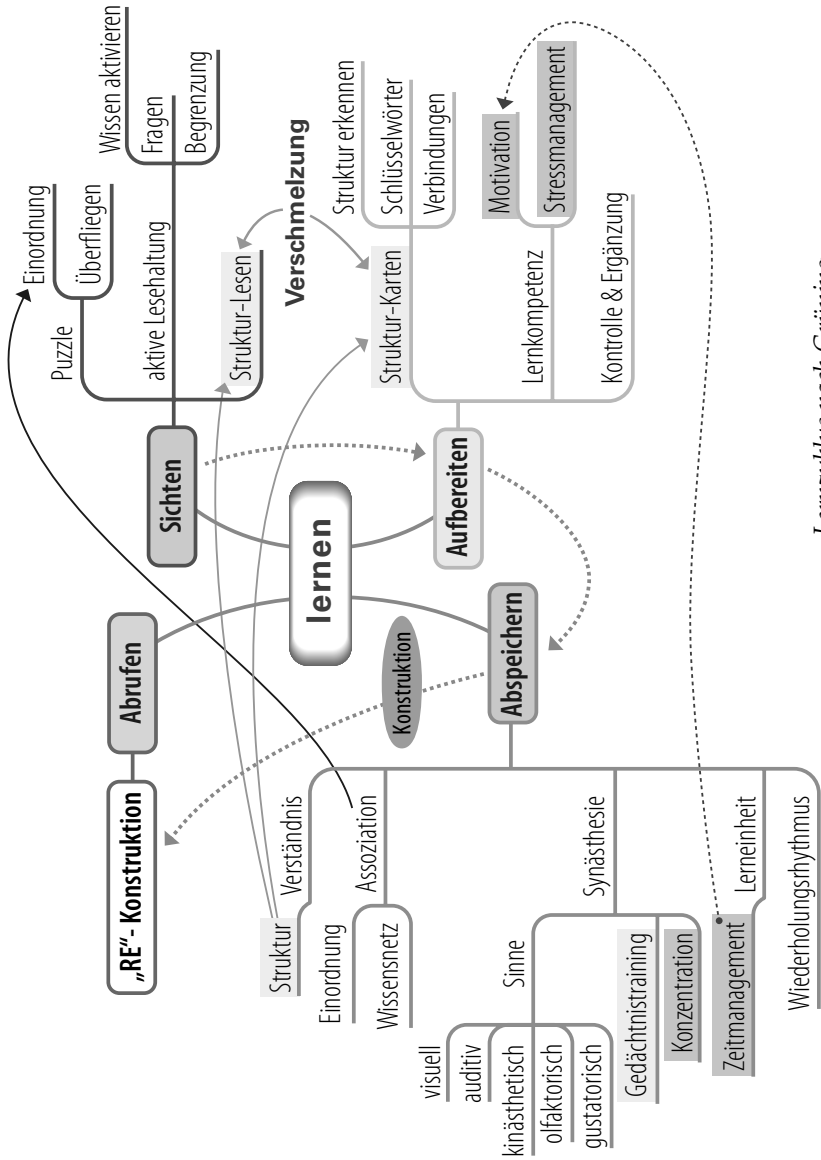 lernen
Sichten
Puzzle
Einordnung
Überfliegen
aktive Lesehaltung
Wissen aktivieren
Fragen
Begrenzung
Struktur-Lesen
Verschmelzung
Aufbereiten
Struktur-Karten
Struktur erkennen
Schlüsselwörter
Verbindungen
Lernkompetenz
Motivation
Stressmanagement
Kontrolle & Ergänzung
Abspeichern
Verständnis
Struktur
Assoziation
Einordnung
Wissensnetz
Synästhesie
Sinne
visuell
auditiv
kinästhetisch
olfaktorisch
gustatorisch
Gedächtnistraining
Konzentration
Lerneinheit
Zeitmanagement
Wiederholungsrhythmus
Konstruktion
Abrufen
„RE“- Konstruktion
Lernzyklus nach Grüning